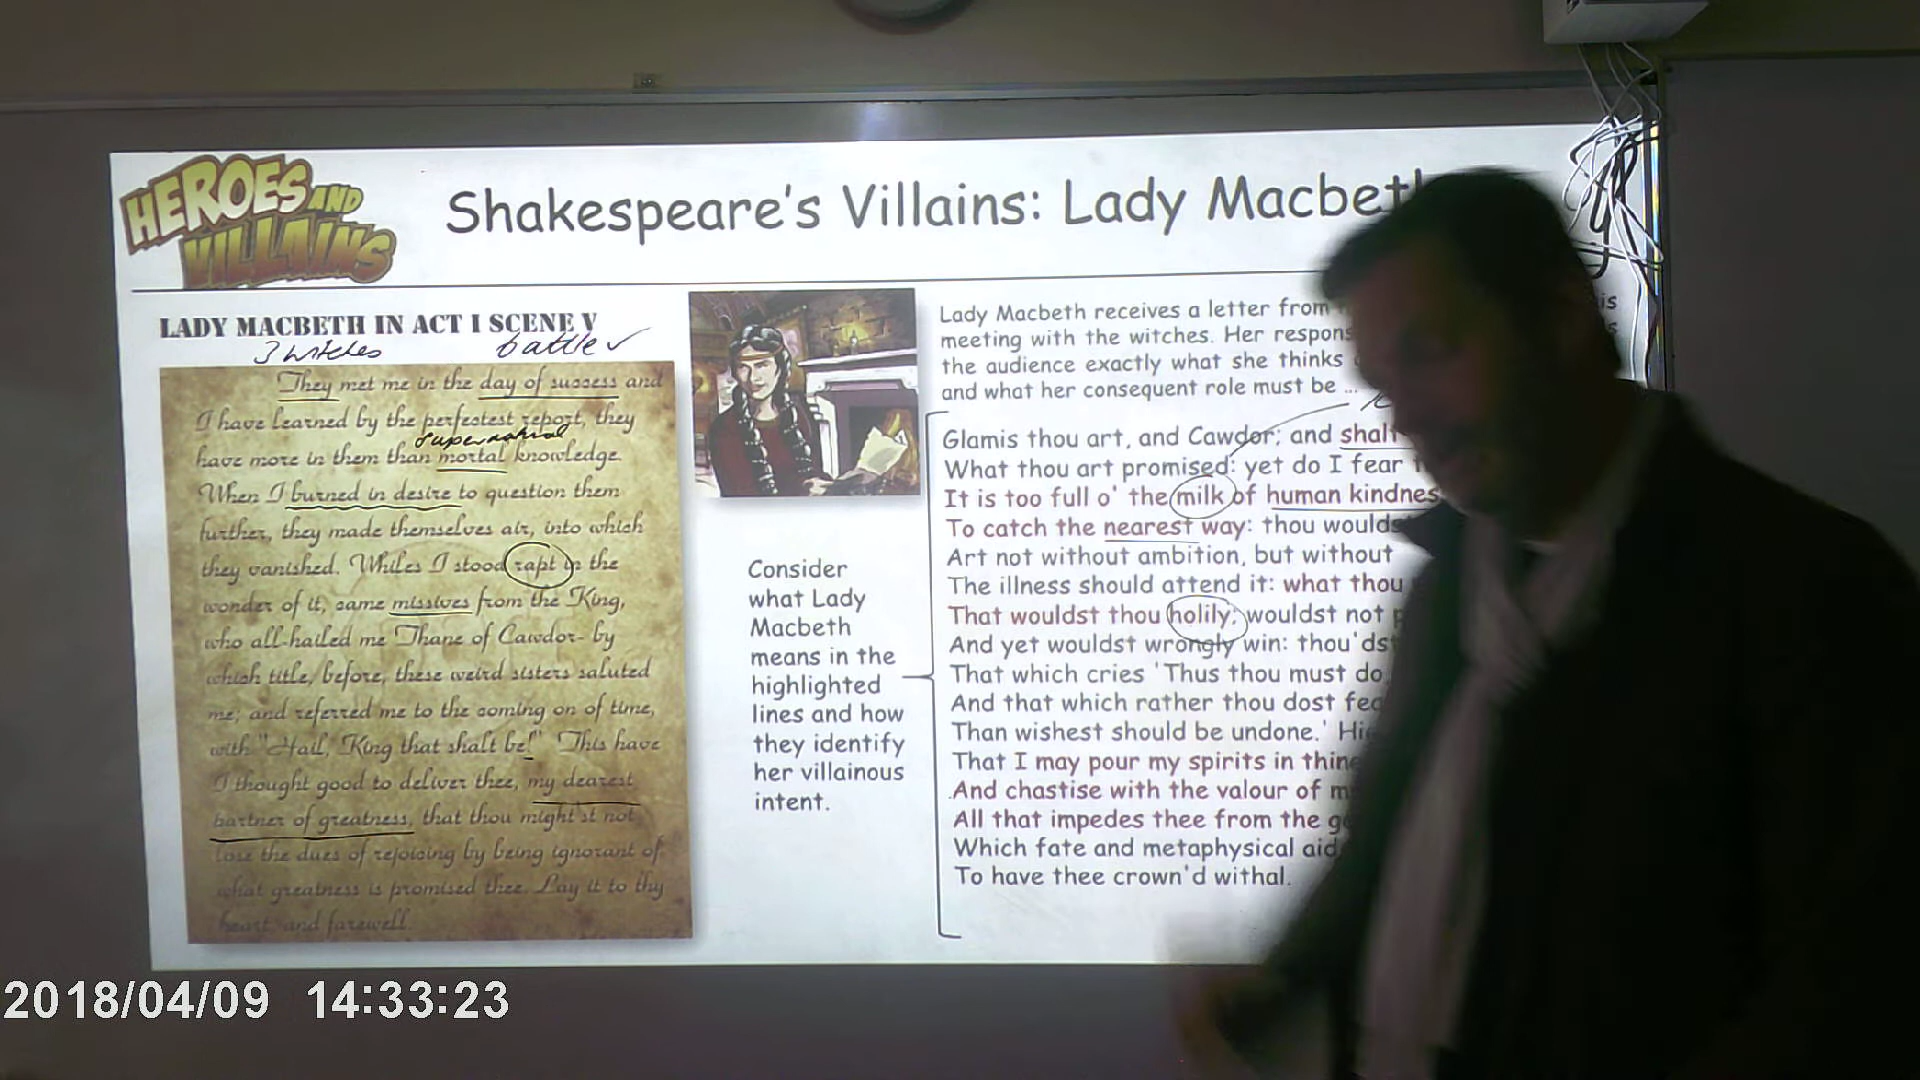 HEROES AND
VILLAINS
Shakespeare's Villains: Lady Macbeth
LADY MACBETH IN ACT I SCENE V
3 witches battle
They met me in the day of success and
I have learned by the perfectest report, they
supernatural
have more in them than mortal knowledge.
When I burned in desire to question them
further, they made themselves air, into which
they vanished. Whiles I stood rapt in the
wonder of it, came missives from the King,
who all-hailed me Thane of Cawdor- by
which title, before, these weird sisters saluted
me; and referred me to the coming on of time,
with "Hail, King that shalt be!" This have
I thought good to deliver thee, my dearest
partner of greatness, that thou might'st not
lose the dues of rejoicing by being ignorant of
what greatness is promised thee. Lay it to thy
heart, and farewell.
Consider
what Lady
Macbeth
means in the
highlighted
lines and how
they identify
her villainous
intent.
Lady Macbeth receives a letter from
meeting with the witches. Her
the audience exactly what she thinks
and what her consequent role must be ...
Glamis thou art, and Cawdor; and shalt
What thou art promised: yet do I fear
It is too full o' the milk of human
To catch the nearest way: thou
Art not without ambition, but without
The illness should attend it: what thou
That wouldst thou holily; wouldst not
And yet wouldst wrongly win: thou'dst
That which cries 'Thus thou must do
And that which rather thou dost
Than wishest should be undone.'
That I may pour my spirits in
And chastise with the valour of
All that impedes thee from the
Which fate and metaphysical aid
To have thee crown'd withal.
2018/04/09 14:33:23